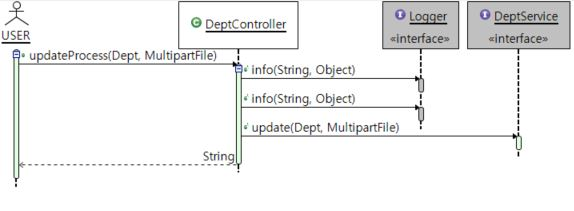 USER
C DeptController
I Logger
«interface»
I DeptService
«interface»
updateProcess(Dept, MultipartFile)
info(String, Object)
info(String, Object)
update(Dept, MultipartFile)
String